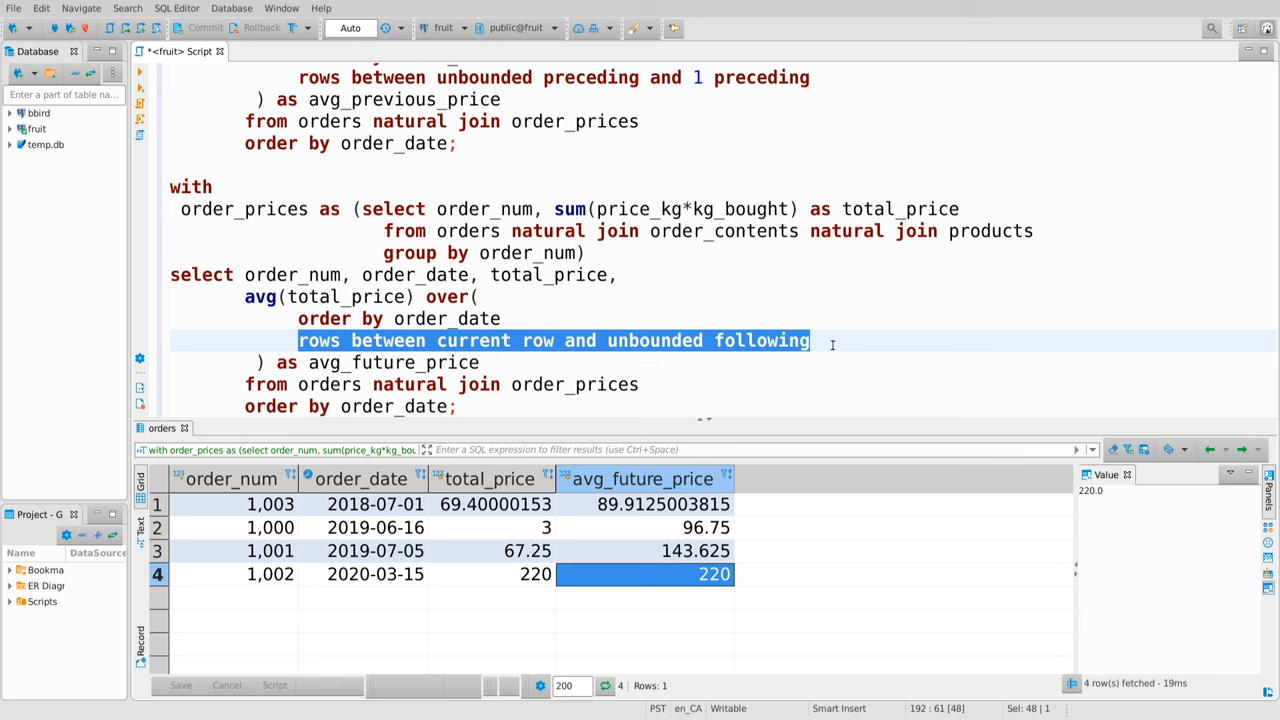 File Edit Navigate Search SQL Editor Database Window Help
Commit Rollback Auto fruit public@fruit
Database
*<fruit> Script
Enter a part of table na...
bbird
fruit
temp.db
rows between unbounded preceding and 1 preceding
) as avg_previous_price
from orders natural join order_prices
order by order_date;
with
order_prices as (select order_num, sum(price_kg*kg_bought) as total_price
from orders natural join order_contents natural join products
group by order_num)
select order_num, order_date, total_price,
avg(total_price) over(
order by order_date
rows between current row and unbounded following
) as avg_future_price
from orders natural join order_prices
order by order_date;
orders
with order_prices as (select order_num, sum(price_kg*kg_bou Enter a SQL expression to filter results (use Ctrl+Space)
Grid
Text
Record
order_num order_date total_price avg_future_price
1 1,003 2018-07-01 69.40000153 89.9125003815
2 1,000 2019-06-16 3 96.75
3 1,001 2019-07-05 67.25 143.625
4 1,002 2020-03-15 220 220
Value
220.0
Panels
Project - G
Name DataSource
Bookma
ER Diagr
Scripts
Save Cancel Script 200 4 Rows: 1
4 row(s) fetched - 19ms
PST en_CA Writable Smart Insert 192 : 61 [48] Sel: 48 | 1